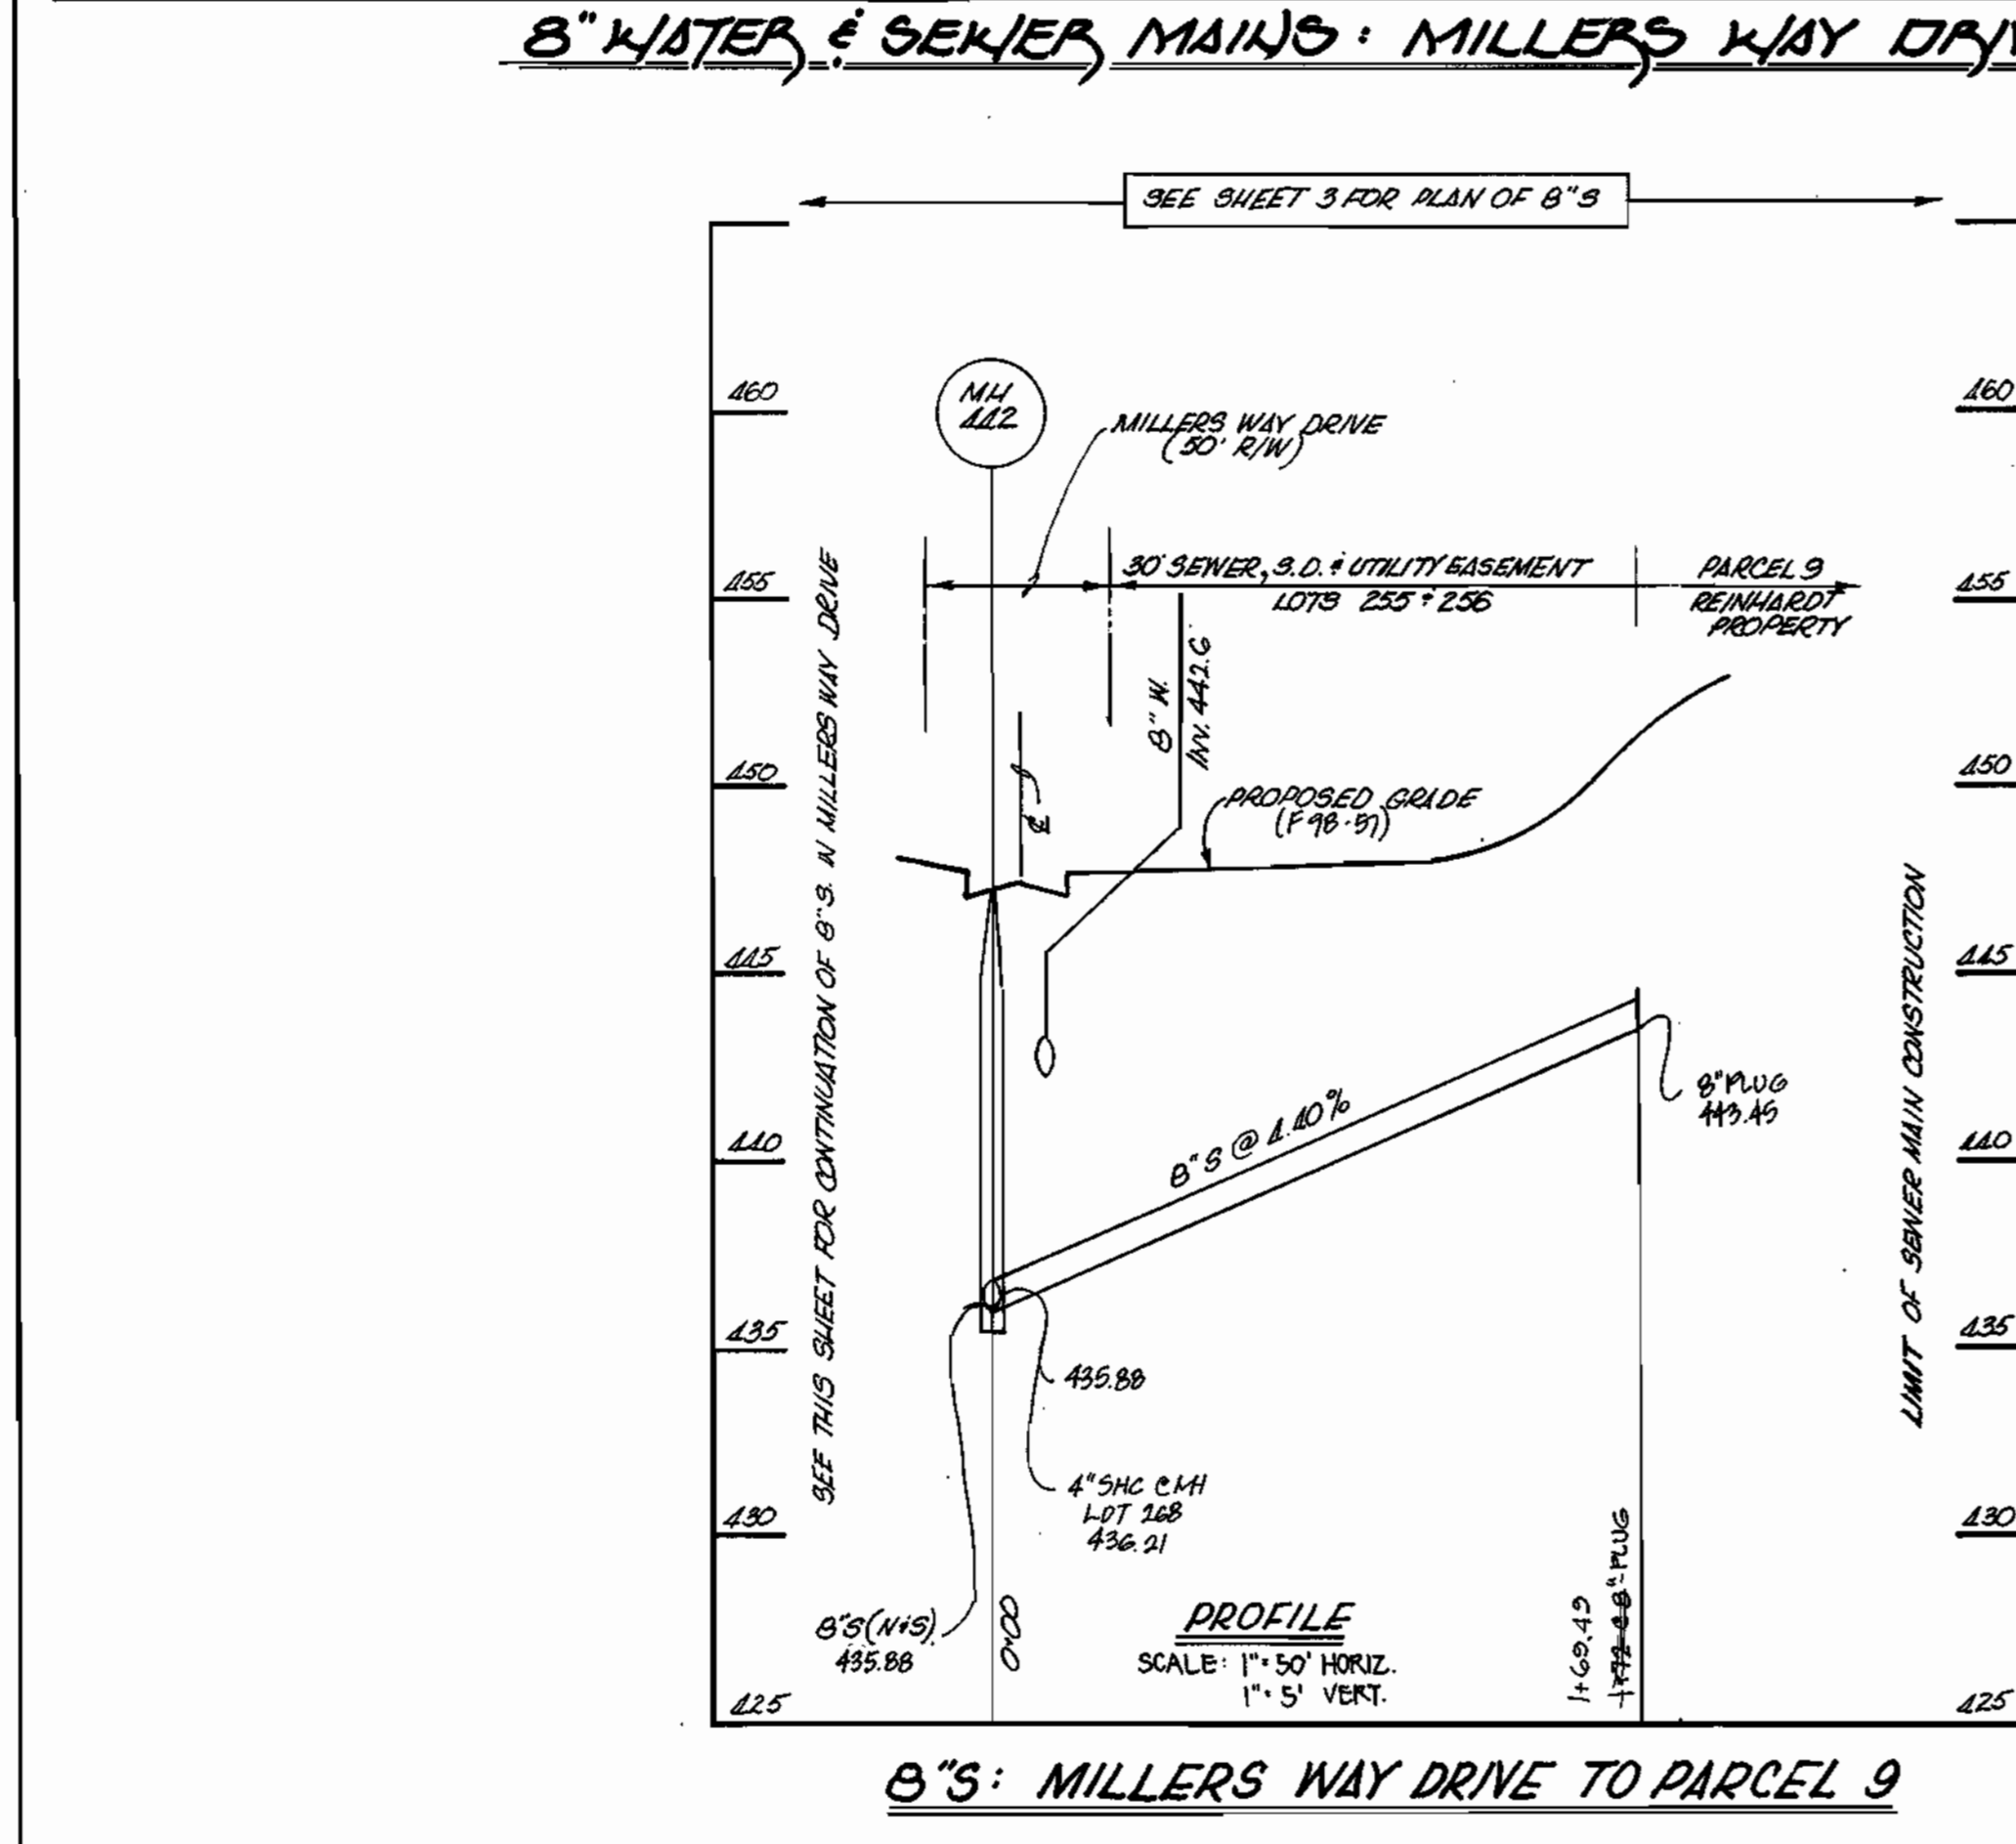 8" WATER & SEWER MAINS: MILLERS WAY DRIV
SEE SHEET 3 FOR PLAN OF 8"S
460
455
450
445
440
435
430
425
SEE THIS SHEET FOR CONTINUATION OF 8"S. IN MILLERS WAY DRIVE
MH
442
MILLERS WAY DRIVE
(50' R/W)
30' SEWER, S.D. & UTILITY EASEMENT
LOTS 255 & 256
PARCEL 9
REINHARDT
PROPERTY
8" W.
INV. 442.6
PROPOSED GRADE
(F 98-57)
8"S @ 4.40%
8" PLUG
443.45
435.88
4" SHC @ MH
LOT 268
436.21
8"S (N&S)
435.88
0+00
PROFILE
SCALE: 1"=50' HORIZ.
1"=5' VERT.
1+69.49
8"-PLUG
LIMIT OF SEWER MAIN CONSTRUCTION
460
455
450
445
440
435
430
425
8"S: MILLERS WAY DRIVE TO PARCEL 9